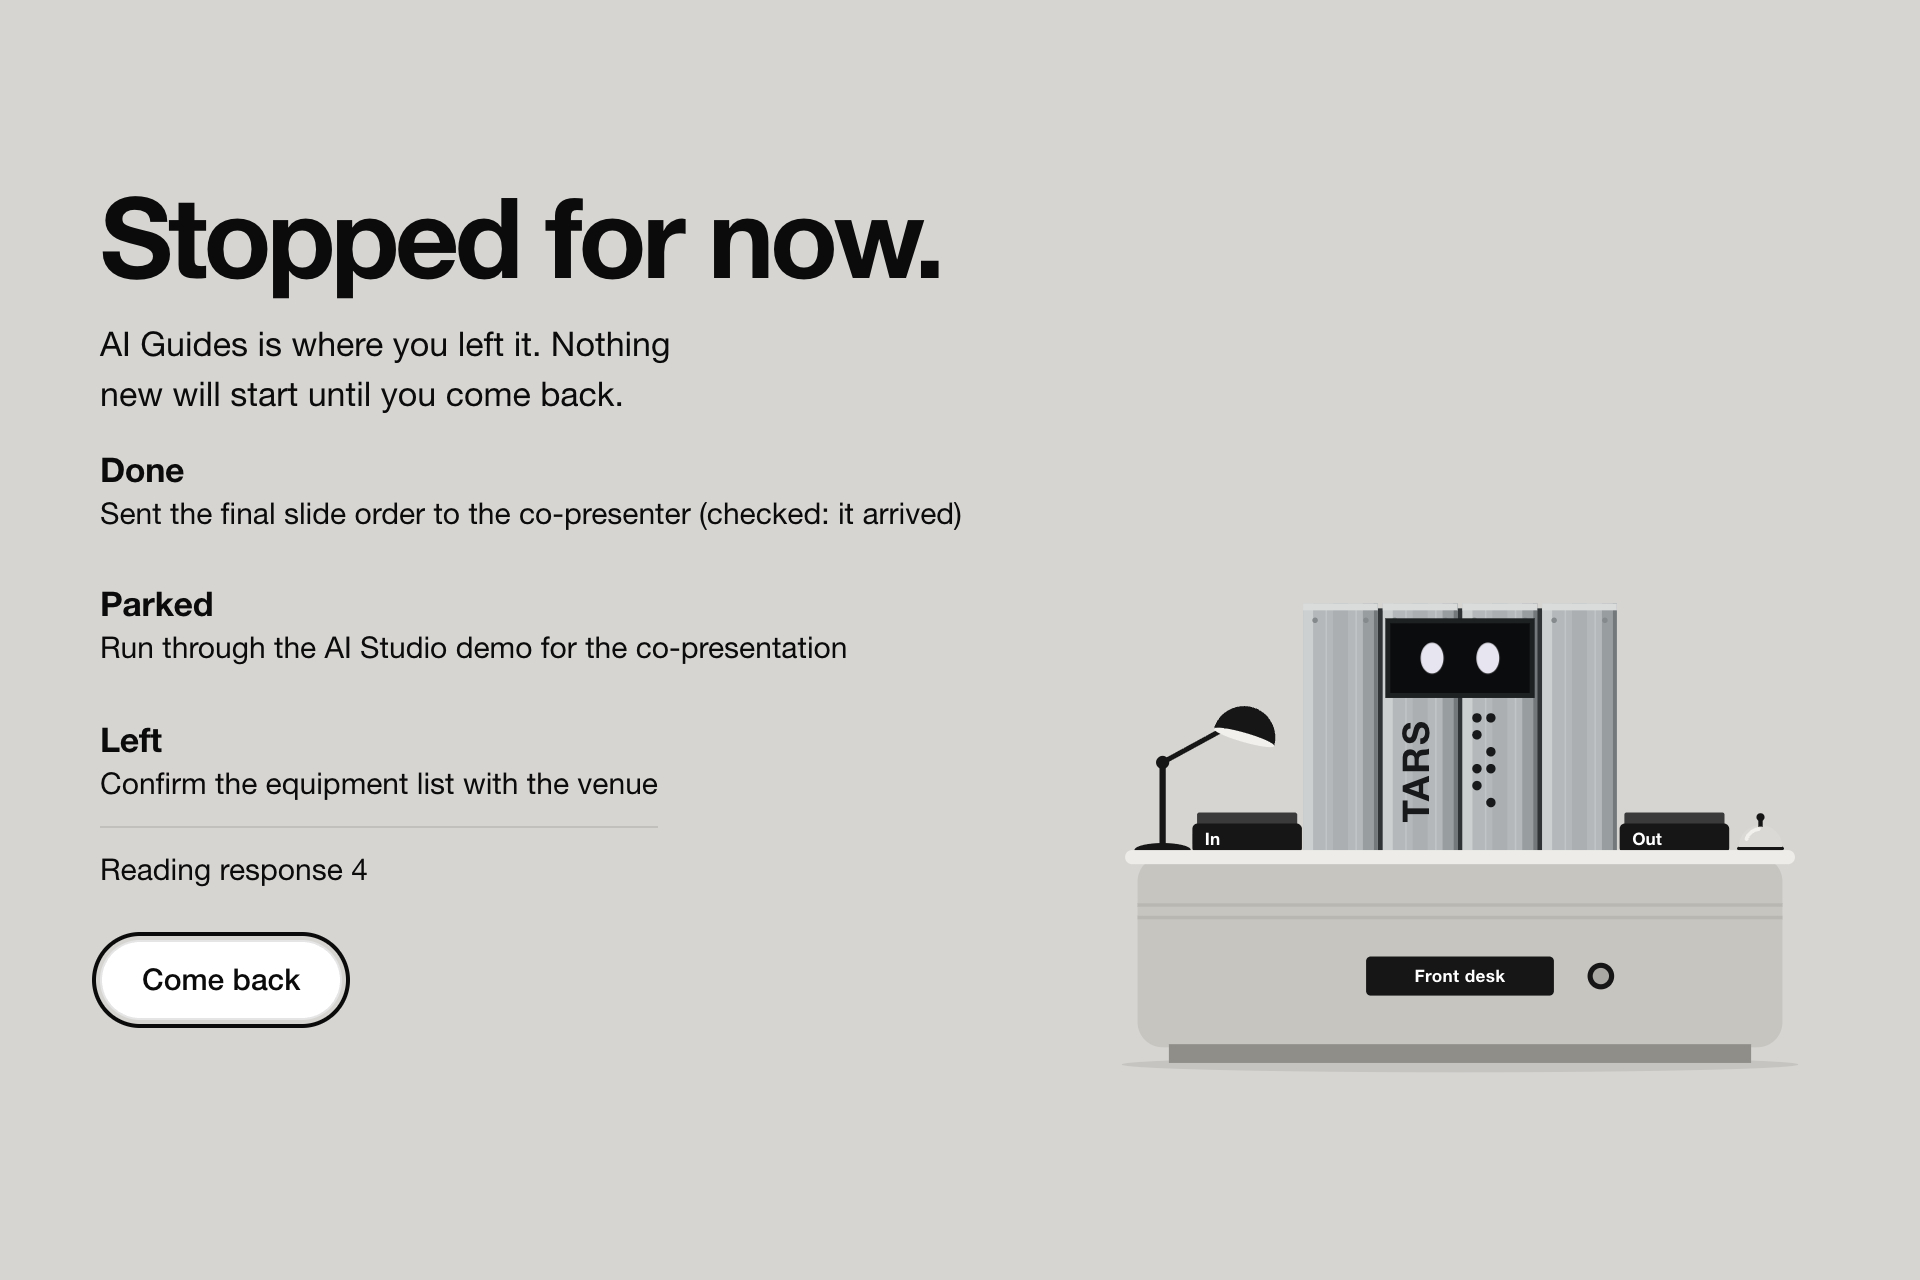 Stopped for now.
AI Guides is where you left it. Nothing
new will start until you come back.
Done
Sent the final slide order to the co-presenter (checked: it arrived)
Parked
Run through the AI Studio demo for the co-presentation
Left
Confirm the equipment list with the venue
Reading response 4
Come back
TARS
In
Out
Front desk